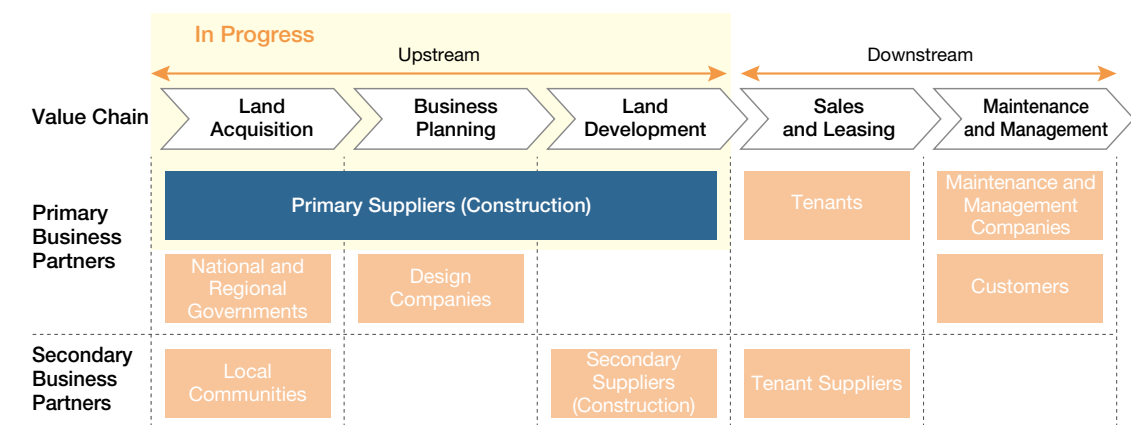 In Progress
Upstream
Downstream
Value Chain
Land
Acquisition
Business
Planning
Land
Development
Sales
and Leasing
Maintenance
and Management
Primary
Business
Partners
Primary Suppliers (Construction)
Tenants
Maintenance and
Management
Companies
National and
Regional
Governments
Design
Companies
Customers
Secondary
Business
Partners
Local
Communities
Secondary
Suppliers
(Construction)
Tenant Suppliers